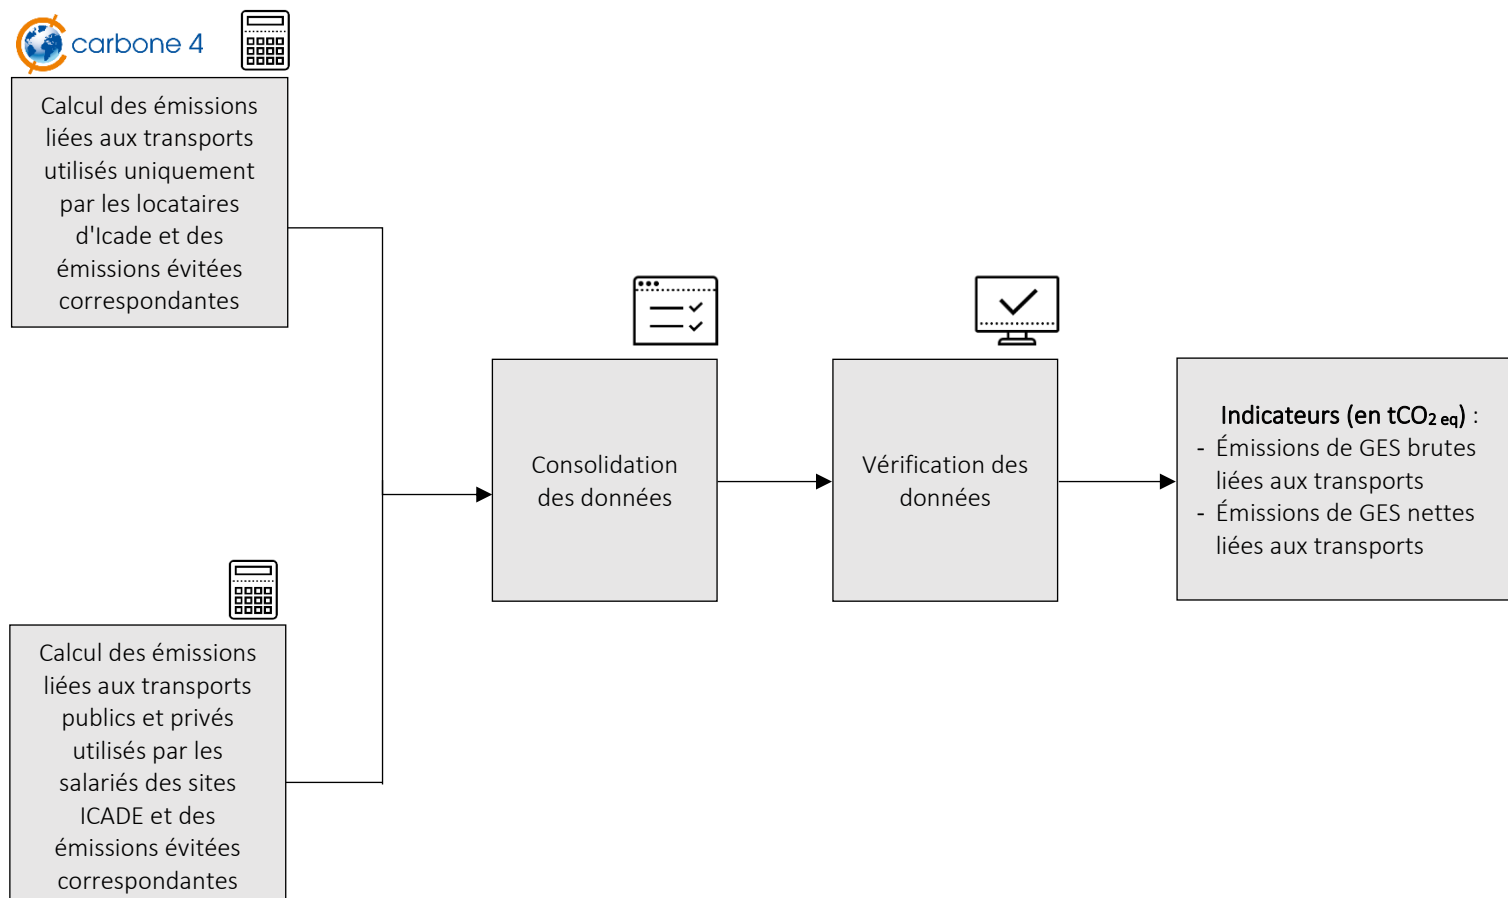 carbone 4
Calcul des émissions
liées aux transports
utilisés uniquement
par les locataires
d'Icade et des
émissions évitées
correspondantes
Consolidation
des données
Vérification des
données
Indicateurs (en tCO2 eq) :
- Émissions de GES brutes
liées aux transports
- Émissions de GES nettes
liées aux transports
Calcul des émissions
liées aux transports
publics et privés
utilisés par les
salariés des sites
ICADE et des
émissions évitées
correspondantes